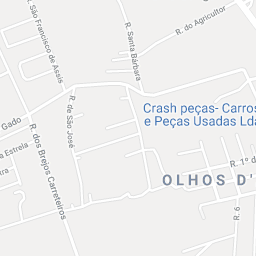 R. São Francisco de Assis
R. Santa Bárbara
R. do Agricultor
Crash peças- Carros
e Peças Usadas Lda
Gado
R. de São José
Estrela
R. dos Brejos Carreteiros
R. 1º d
OLHOS D'
R. 6